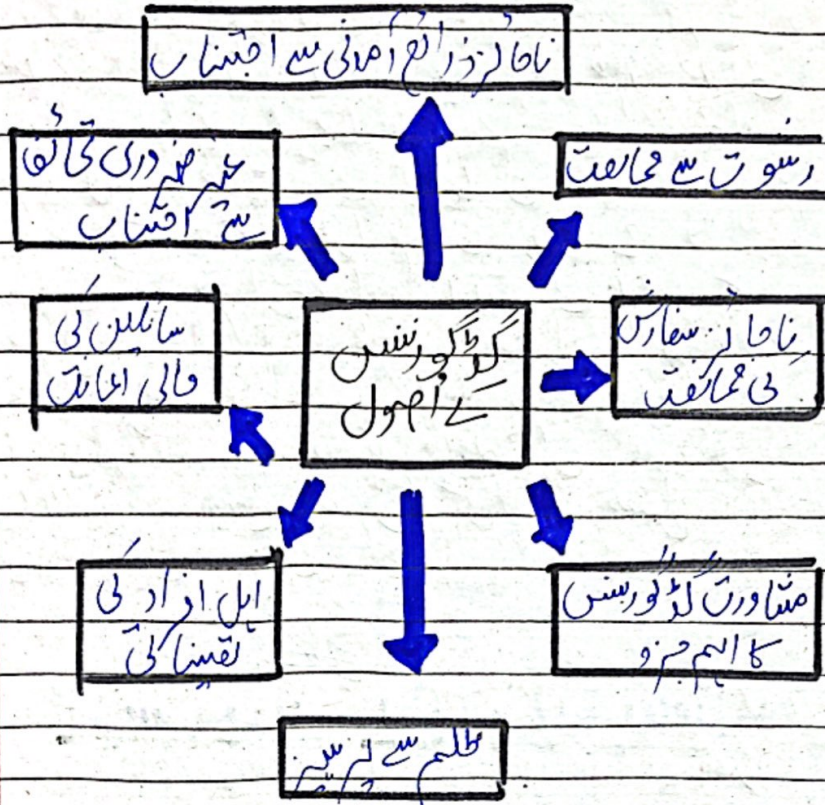 ناجائز ذرائع آمدنی سے اجتناب
غیر ضروری تحائف
سے اجتناب
رشوت سے ممانعت
سائلین کی
مالی اعانت
گڈ گورننس
کے اصول
ناجائز سفارش
کی ممانعت
اہل افراد کی
تعیناتی
مشاورت گڈ گورننس
کا اہم جزو
ظلم سے پرہیز